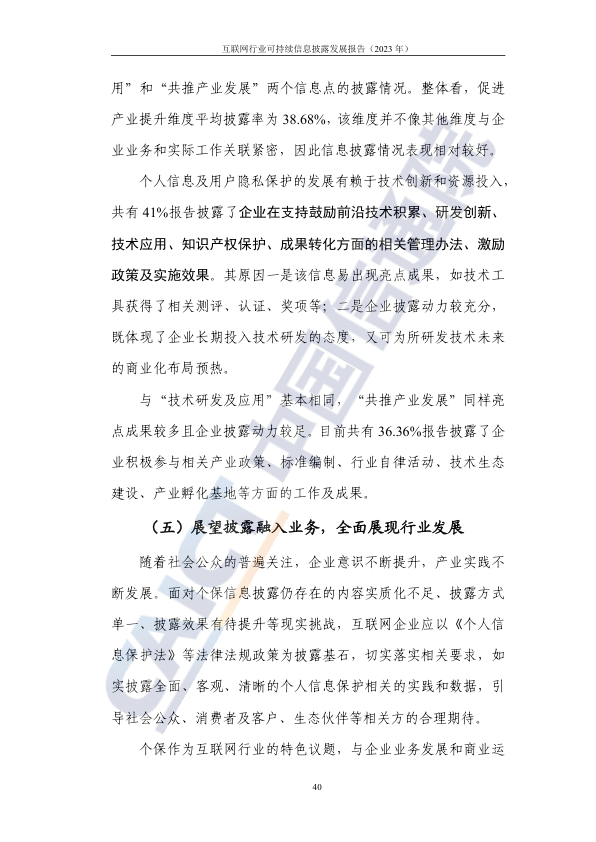 互联网行业可持续信息披露发展报告（2023 年）
用”和“共推产业发展”两个信息点的披露情况。整体看，促进
产业提升维度平均披露率为 38.68%，该维度并不像其他维度与企
业业务和实际工作关联紧密，因此信息披露情况表现相对较好。
个人信息及用户隐私保护的发展有赖于技术创新和资源投入，
共有 41%报告披露了企业在支持鼓励前沿技术积累、研发创新、
技术应用、知识产权保护、成果转化方面的相关管理办法、激励
政策及实施效果。其原因一是该信息易出现亮点成果，如技术工
具获得了相关测评、认证、奖项等；二是企业披露动力较充分，
既体现了企业长期投入技术研发的态度，又可为所研发技术未来
的商业化布局预热。
与“技术研发及应用”基本相同，“共推产业发展”同样亮
点成果较多且企业披露动力较足。目前共有 36.36%报告披露了企
业积极参与相关产业政策、标准编制、行业自律活动、技术生态
建设、产业孵化基地等方面的工作及成果。
（五）展望披露融入业务，全面展现行业发展
随着社会公众的普遍关注，企业意识不断提升，产业实践不
断发展。面对个保信息披露仍存在的内容实质化不足、披露方式
单一、披露效果有待提升等现实挑战，互联网企业应以《个人信
息保护法》等法律法规政策为披露基石，切实落实相关要求，如
实披露全面、客观、清晰的个人信息保护相关的实践和数据，引
导社会公众、消费者及客户、生态伙伴等相关方的合理期待。
个保作为互联网行业的特色议题，与企业业务发展和商业运
40
CAICT 中国信通院